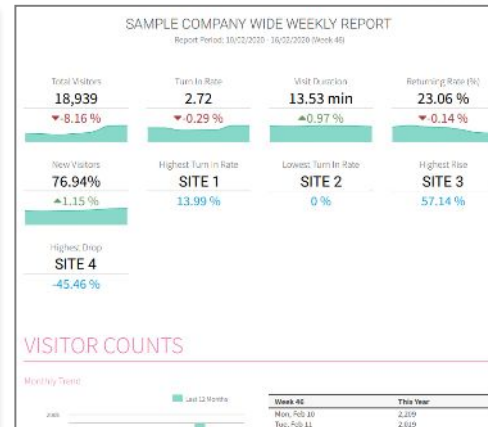 SAMPLE COMPANY WIDE WEEKLY REPORT
Report Period: 10/02/2020 - 16/02/2020 (Week 46)
Total Visitors Turn In Rate Visit Duration Returning Rate (%)
18,939 2.72 13.53 min 23.06 %
▼-8.16 % ▼-0.29 % ▲0.97 % ▼-0.14 %
New Visitors Highest Turn In Rate Lowest Turn In Rate Highest Rise
76.94% SITE 1 SITE 2 SITE 3
▲1.15 % 13.99 % 0 % 57.14 %
Highest Drop
SITE 4
-45.46 %
VISITOR COUNTS
Monthly Trend
Last 12 Months
Week 46 This Year
Mon, Feb 10 2,209
Tue, Feb 11 2,019